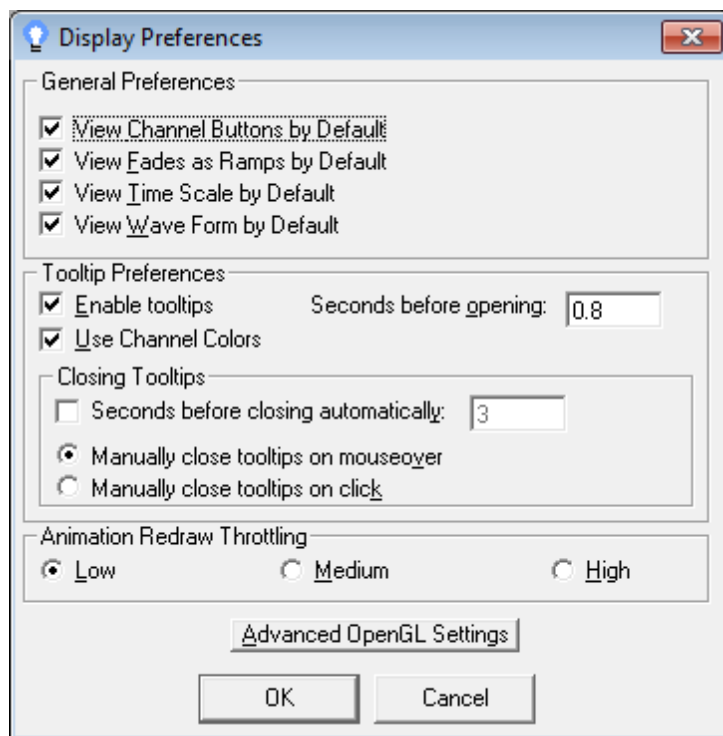 Display Preferences
General Preferences
View Channel Buttons by Default
View Fades as Ramps by Default
View Time Scale by Default
View Wave Form by Default
Tooltip Preferences
Enable tooltips Seconds before opening: 0.8
Use Channel Colors
Closing Tooltips
Seconds before closing automatically: 3
Manually close tooltips on mouseover
Manually close tooltips on click
Animation Redraw Throttling
Low Medium High
Advanced OpenGL Settings
OK Cancel